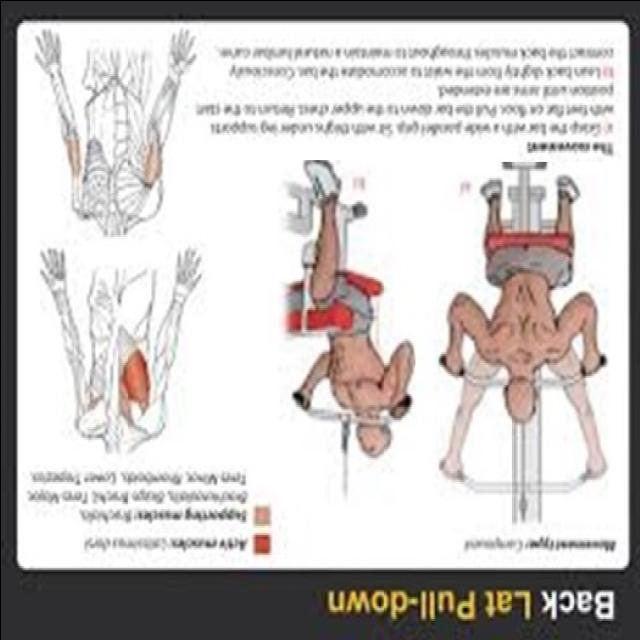 Back Lat Pull-down
Movement type: Compound
Active muscles: Latissimus dorsi
Supporting muscles: Brachialis,
Brachioradialis, Biceps Brachii, Teres Major,
Teres Minor, Rhomboids, Lower Trapezius.
a)
b)
The movement
a) Grasp the bar with a wide parallel grip. Sit with thighs under leg supports
with feet flat on floor. Pull the bar down to the upper chest. Return to the start
position until arms are extended.
b) Lean back slightly from the waist to accomodate the bar. Consciously
contract the back muscles throughout to maintain a natural lumbar curve.